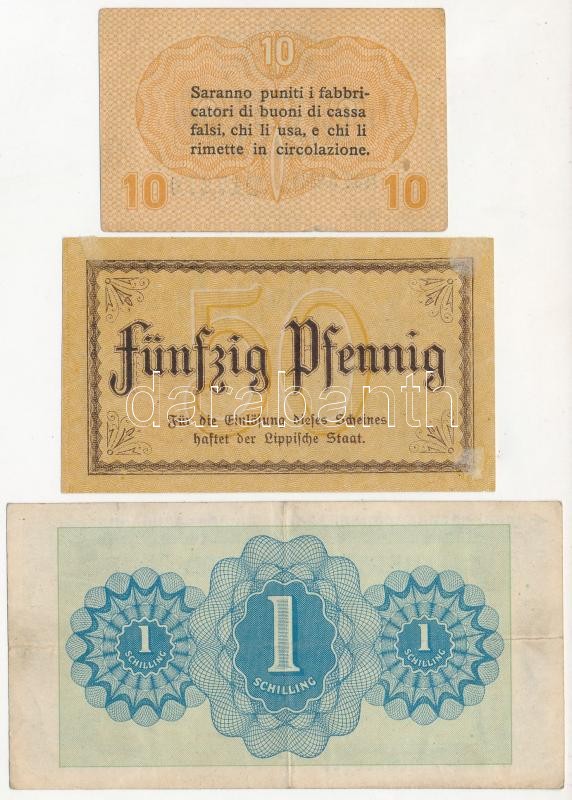 10
Saranno puniti i fabbri-
catori di buoni di cassa
falsi, chi li usa, e chi li
rimette in circolazione.
10 10
50
Fünfzig Pfennig
darabanth
Für die Einlösung dieses Scheines
haftet der Lippische Staat.
1 1 1
SCHILLING SCHILLING SCHILLING